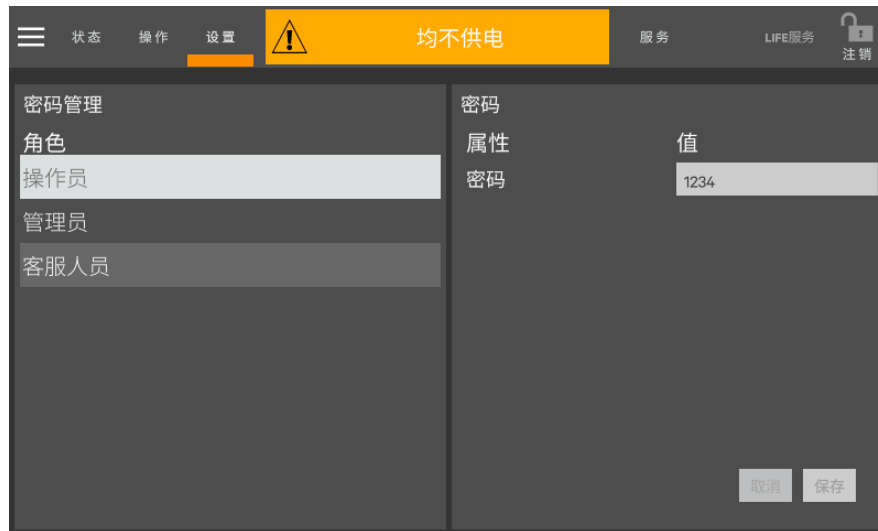 状态 操作 设置 均不供电 服务 LIFE服务 注销
密码管理
角色
操作员
管理员
客服人员
密码
属性 值
密码 1234
取消 保存